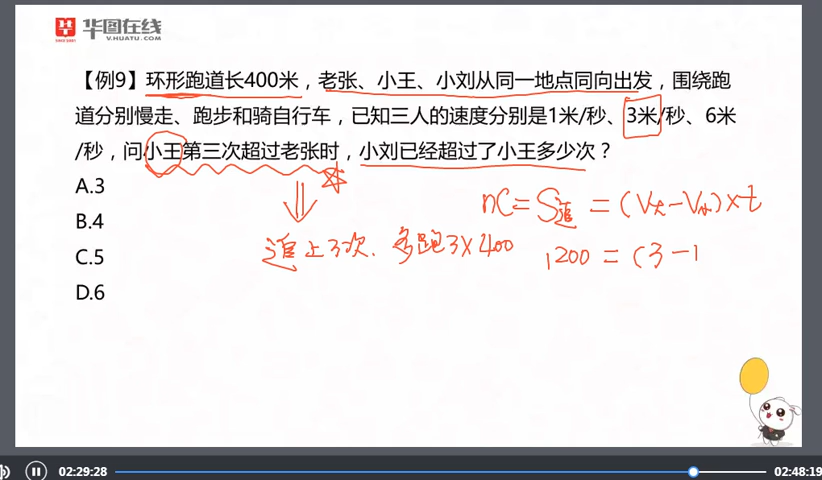 华图在线
V.HUATU.COM
【例9】环形跑道长400米，老张、小王、小刘从同一地点同向出发，围绕跑
道分别慢走、跑步和骑自行车，已知三人的速度分别是1米/秒、3米/秒、6米
/秒，问小王第三次超过老张时，小刘已经超过了小王多少次？
A.3
B.4
C.5
D.6
nC=S追=(V大-V小)×t
追上3次、多跑3×400
1200=(3-1
02:29:28
02:48:19